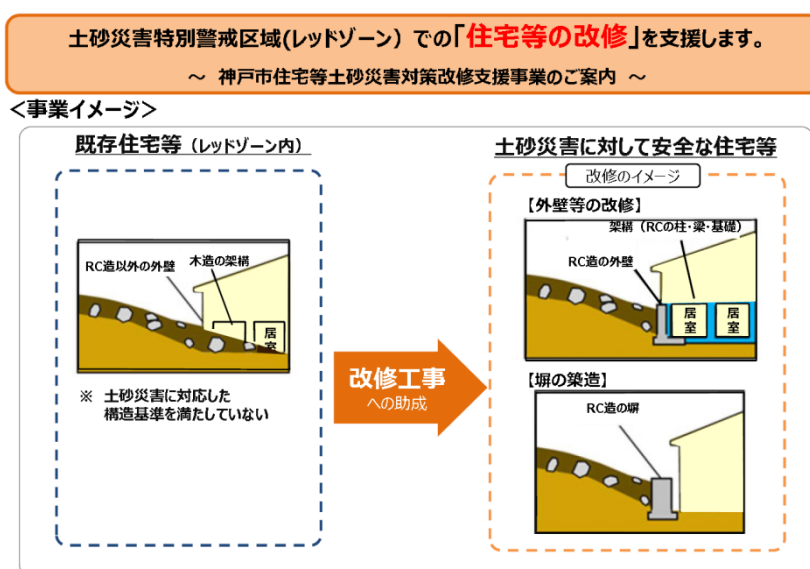 土砂災害特別警戒区域(レッドゾーン）での「住宅等の改修」を支援します。
～ 神戸市住宅等土砂災害対策改修支援事業のご案内 ～
＜事業イメージ＞
既存住宅等（レッドゾーン内）
RC造以外の外壁
木造の架構
居室
※ 土砂災害に対応した
構造基準を満たしていない
改修工事
への助成
土砂災害に対して安全な住宅等
改修のイメージ
【外壁等の改修】
架構（RCの柱・梁・基礎）
RC造の外壁
居室
居室
【塀の築造】
RC造の塀